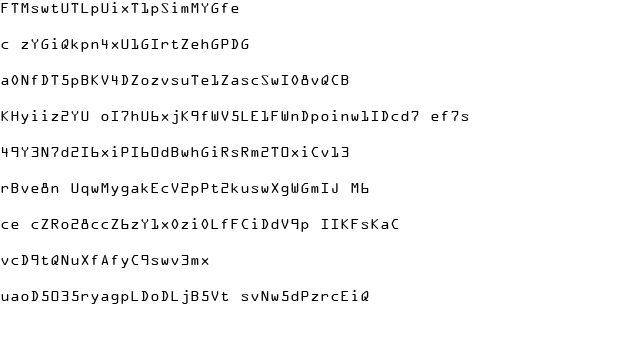 FTMswtUTLpUixT1pSimMYGfe
c zYGiQkpn4xU1GIrtZehGPDG
a0NfDT5pBKV4DZozvsuTe1ZascSwI08vQCB
KHyiiz2YU oI7hU6xjK9fWV5LE1FWnDpoinw1IDcd7 ef7s
49Y3N7d2I6xiPI6OdBwhGiRsRm2TOxiCv13
rBve8n UqwMygakEcV2pPt2kuswXgWGmIJ M6
ce cZRo28ccZ6zY1x0zi0LfFCiDdV9p IIKFsKaC
vcD9tQNuXfAfyC9swv3mx
uaoD5O35ryagpLDoDLjB5Vt svNw5dPzrcEiQ